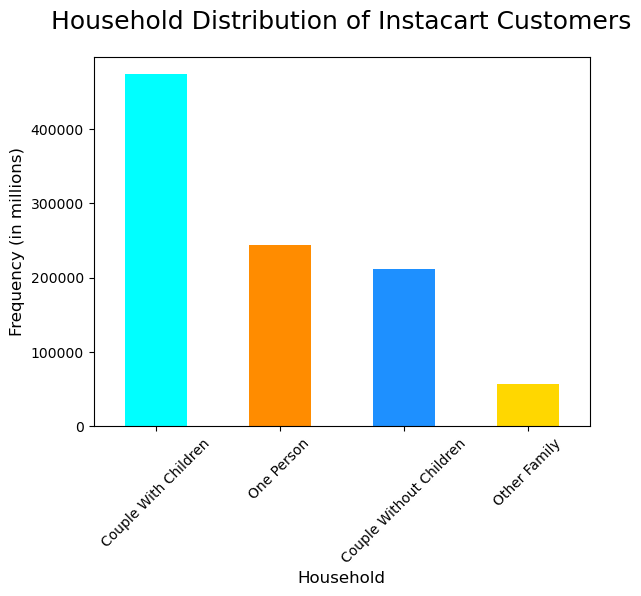 Household Distribution of Instacart Customers
Frequency (in millions)
400000
300000
200000
100000
0
Couple With Children
One Person
Couple Without Children
Other Family
Household